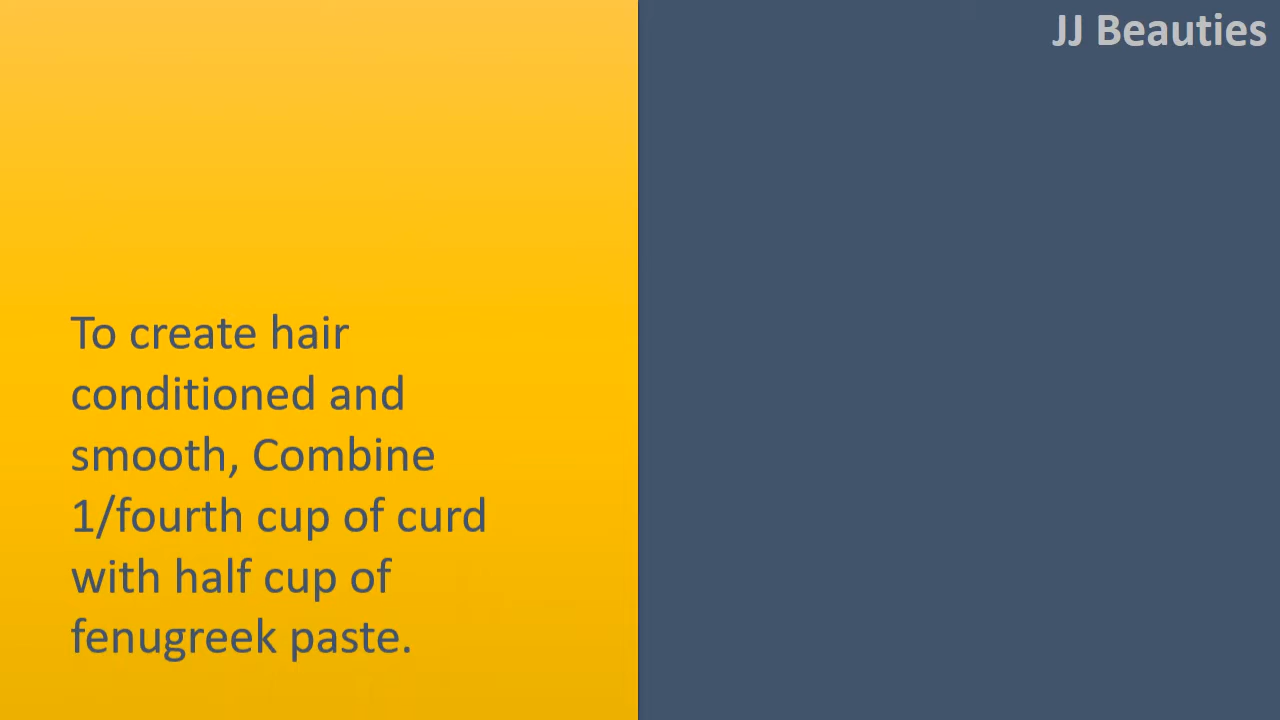 JJ Beauties
To create hair
conditioned and
smooth, Combine
1/fourth cup of curd
with half cup of
fenugreek paste.